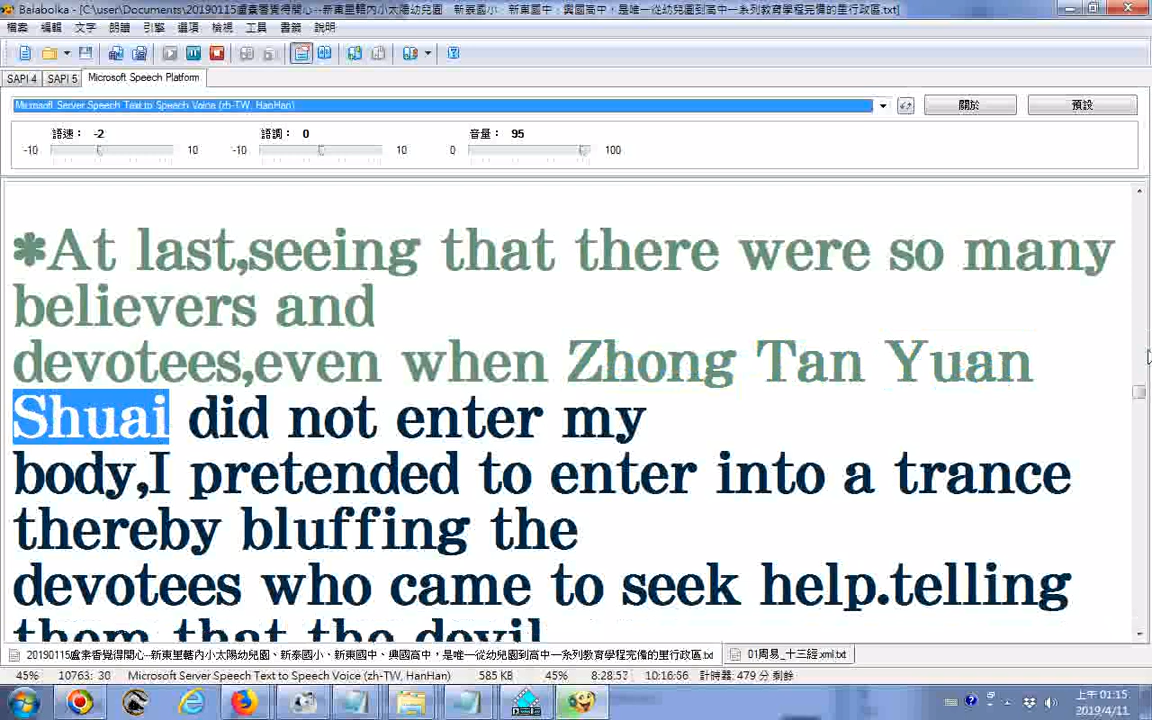 Balabolka - [C:\user\Documents\20190115盧素香覺得開心--新東里轄內小太陽幼兒園、新泰國小、新東國中、興國高中，是唯一從幼兒園到高中一系列教育學程完備的里行政區.txt]
檔案 編輯 文字 朗讀 引擎 選項 檢視 工具 書籤 說明
SAPI 4 SAPI 5 Microsoft Speech Platform
Microsoft Server Speech Text to Speech Voice (zh-TW, HanHan) 關於 預設
語速： -2 語調： 0 音量： 95
-10 10 -10 10 0 100
✽At last,seeing that there were so many
believers and
devotees,even when Zhong Tan Yuan
Shuai did not enter my
body,I pretended to enter into a trance
thereby bluffing the
devotees who came to seek help.telling
them that the devil
20190115盧素香覺得開心--新東里轄內小太陽幼兒園、新泰國小、新東國中、興國高中，是唯一從幼兒園到高中一系列教育學程完備的里行政區.txt 01周易_十三經.xml.txt
45% 10763: 30 Microsoft Server Speech Text to Speech Voice (zh-TW, HanHan) 585 KB 45% 8:28:53 10:16:56 計時器: 479 分 剩餘
上午 01:15
2019/4/11